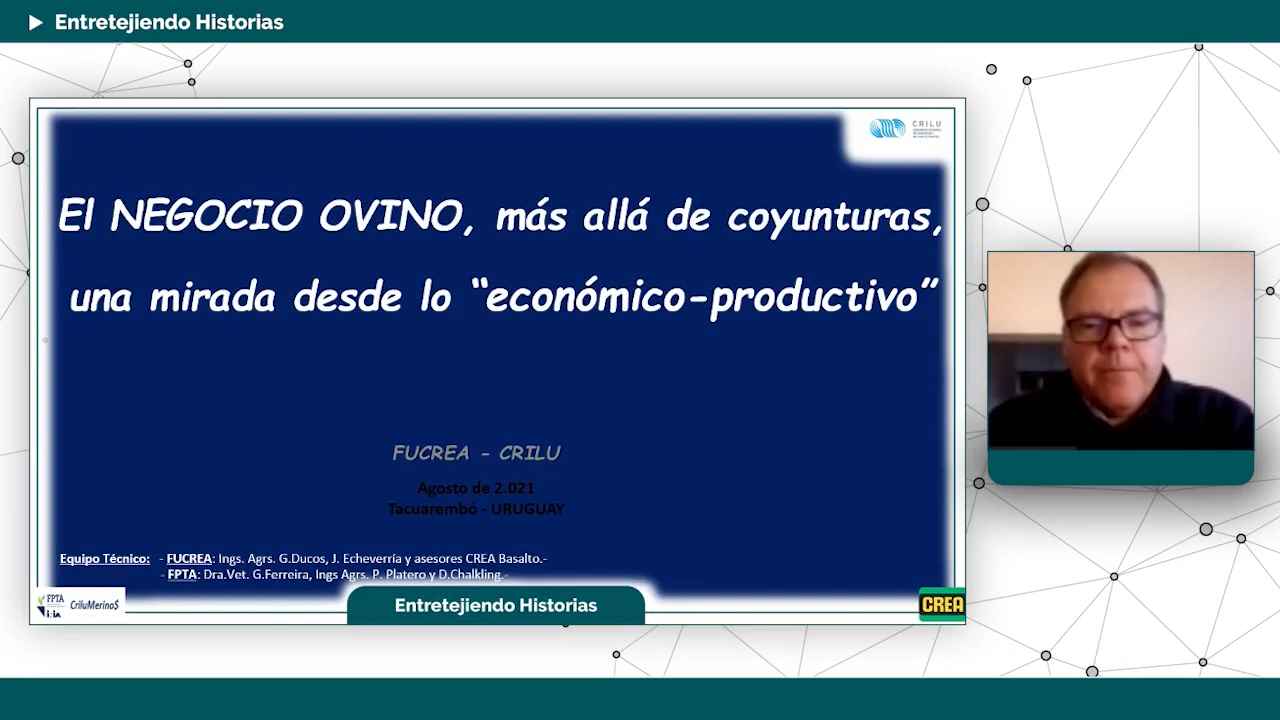 Entretejiendo Historias
CRILU
El NEGOCIO OVINO, más allá de coyunturas,
una mirada desde lo “económico-productivo”
FUCREA - CRILU
Agosto de 2.021
Tacuarembó - URUGUAY
Equipo Técnico: - FUCREA: Ings. Agrs. G.Ducos, J. Echeverría y asesores CREA Basalto.-
- FPTA: Dra.Vet. G.Ferreira, Ings Agrs. P. Platero y D.Chalkling.-
FPTA
CriluMerino$
Entretejiendo Historias
CREA